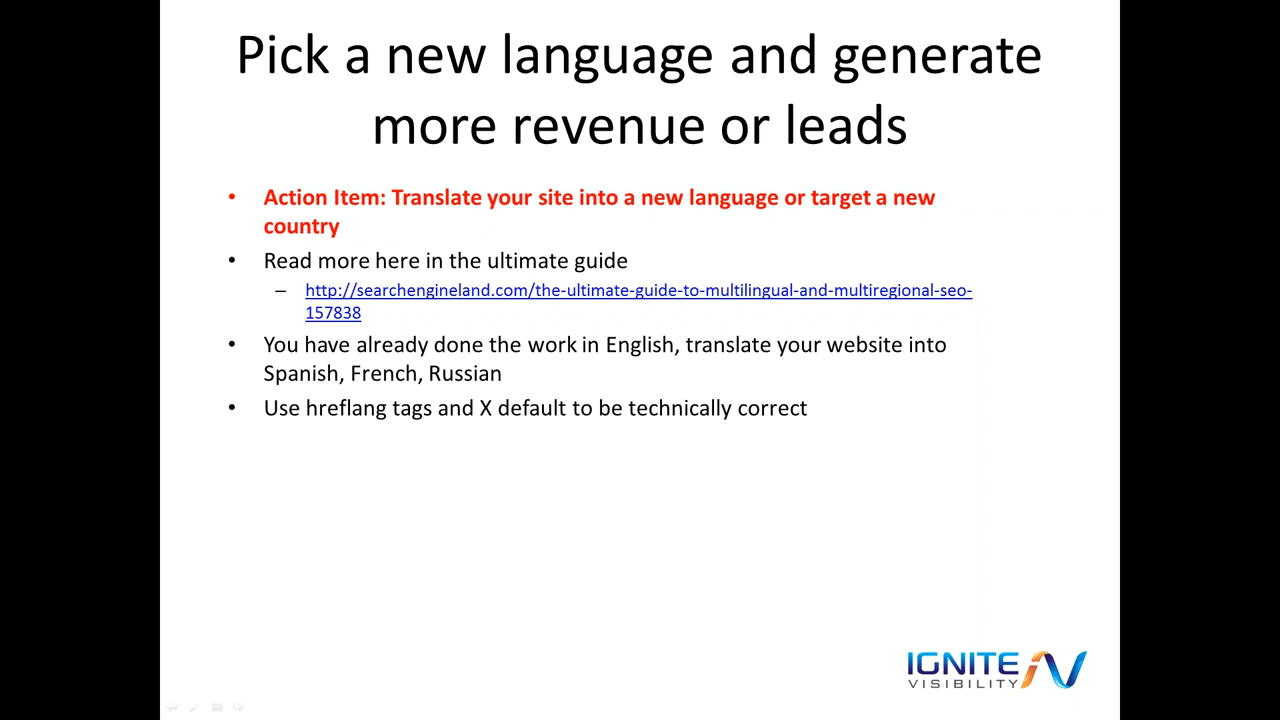 Pick a new language and generate
more revenue or leads
• Action Item: Translate your site into a new language or target a new
country
• Read more here in the ultimate guide
– http://searchengineland.com/the-ultimate-guide-to-multilingual-and-multiregional-seo-
157838
• You have already done the work in English, translate your website into
Spanish, French, Russian
• Use hreflang tags and X default to be technically correct
IGNITE
VISIBILITY